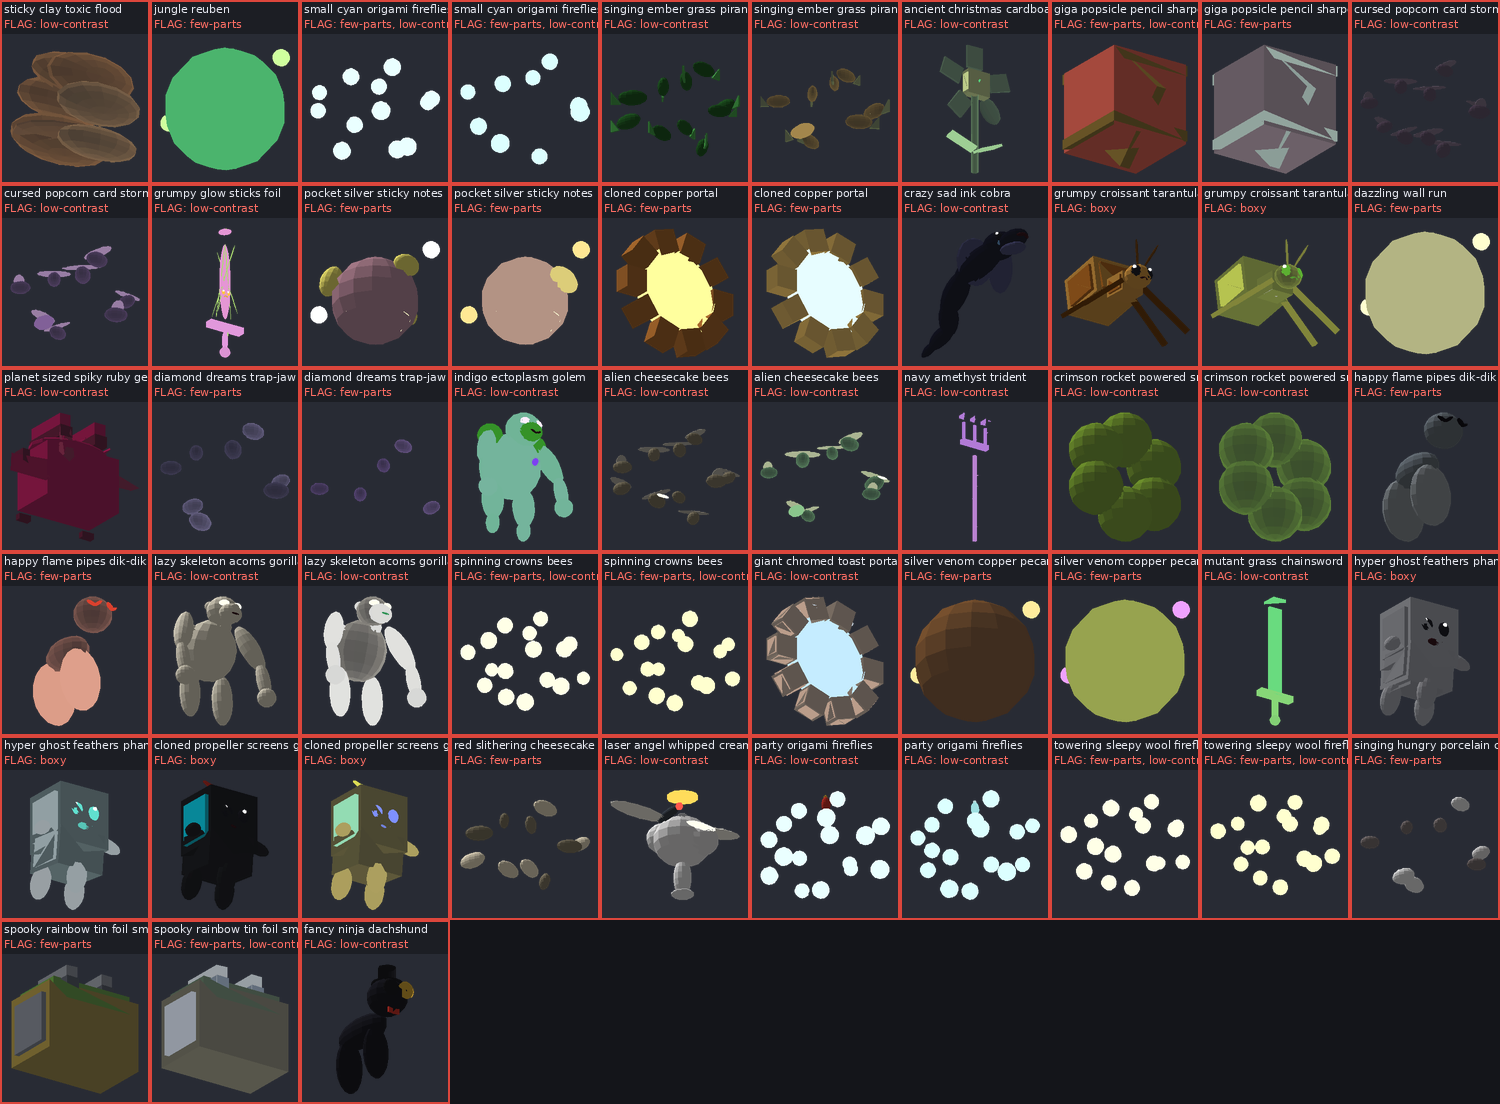 sticky clay toxic flood
FLAG: low-contrast
jungle reuben
FLAG: few-parts
small cyan origami fireflie
FLAG: few-parts, low-contr
small cyan origami fireflie
FLAG: few-parts, low-contr
singing ember grass piran
FLAG: low-contrast
singing ember grass piran
FLAG: low-contrast
ancient christmas cardboa
FLAG: low-contrast
giga popsicle pencil sharp
FLAG: few-parts, low-contr
giga popsicle pencil sharp
FLAG: few-parts
cursed popcorn card storm
FLAG: low-contrast
cursed popcorn card storm
FLAG: low-contrast
grumpy glow sticks foil
FLAG: low-contrast
pocket silver sticky notes
FLAG: few-parts
pocket silver sticky notes
FLAG: few-parts
cloned copper portal
FLAG: few-parts
cloned copper portal
FLAG: few-parts
crazy sad ink cobra
FLAG: low-contrast
grumpy croissant tarantul
FLAG: boxy
grumpy croissant tarantul
FLAG: boxy
dazzling wall run
FLAG: few-parts
planet sized spiky ruby ge
FLAG: low-contrast
diamond dreams trap-jaw
FLAG: few-parts
diamond dreams trap-jaw
FLAG: few-parts
indigo ectoplasm golem
FLAG: low-contrast
alien cheesecake bees
FLAG: low-contrast
alien cheesecake bees
FLAG: low-contrast
navy amethyst trident
FLAG: low-contrast
crimson rocket powered sn
FLAG: low-contrast
crimson rocket powered sn
FLAG: low-contrast
happy flame pipes dik-dik
FLAG: few-parts
happy flame pipes dik-dik
FLAG: few-parts
lazy skeleton acorns gorill
FLAG: low-contrast
lazy skeleton acorns gorill
FLAG: low-contrast
spinning crowns bees
FLAG: few-parts, low-contr
spinning crowns bees
FLAG: few-parts, low-contr
giant chromed toast porta
FLAG: low-contrast
silver venom copper pecan
FLAG: few-parts
silver venom copper pecan
FLAG: few-parts
mutant grass chainsword
FLAG: low-contrast
hyper ghost feathers phan
FLAG: boxy
hyper ghost feathers phan
FLAG: boxy
cloned propeller screens g
FLAG: boxy
cloned propeller screens g
FLAG: boxy
red slithering cheesecake
FLAG: few-parts
laser angel whipped cream
FLAG: low-contrast
party origami fireflies
FLAG: low-contrast
party origami fireflies
FLAG: low-contrast
towering sleepy wool firefl
FLAG: few-parts, low-contr
towering sleepy wool firefl
FLAG: few-parts, low-contr
singing hungry porcelain c
FLAG: few-parts
spooky rainbow tin foil sm
FLAG: few-parts
spooky rainbow tin foil sm
FLAG: few-parts, low-contr
fancy ninja dachshund
FLAG: low-contrast